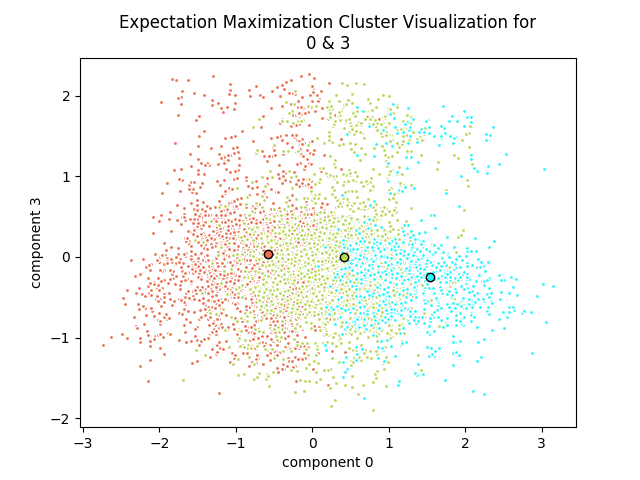 Expectation Maximization Cluster Visualization for
0 & 3
2
1
0
−1
−2
component 3
−3 −2 −1 0 1 2 3
component 0